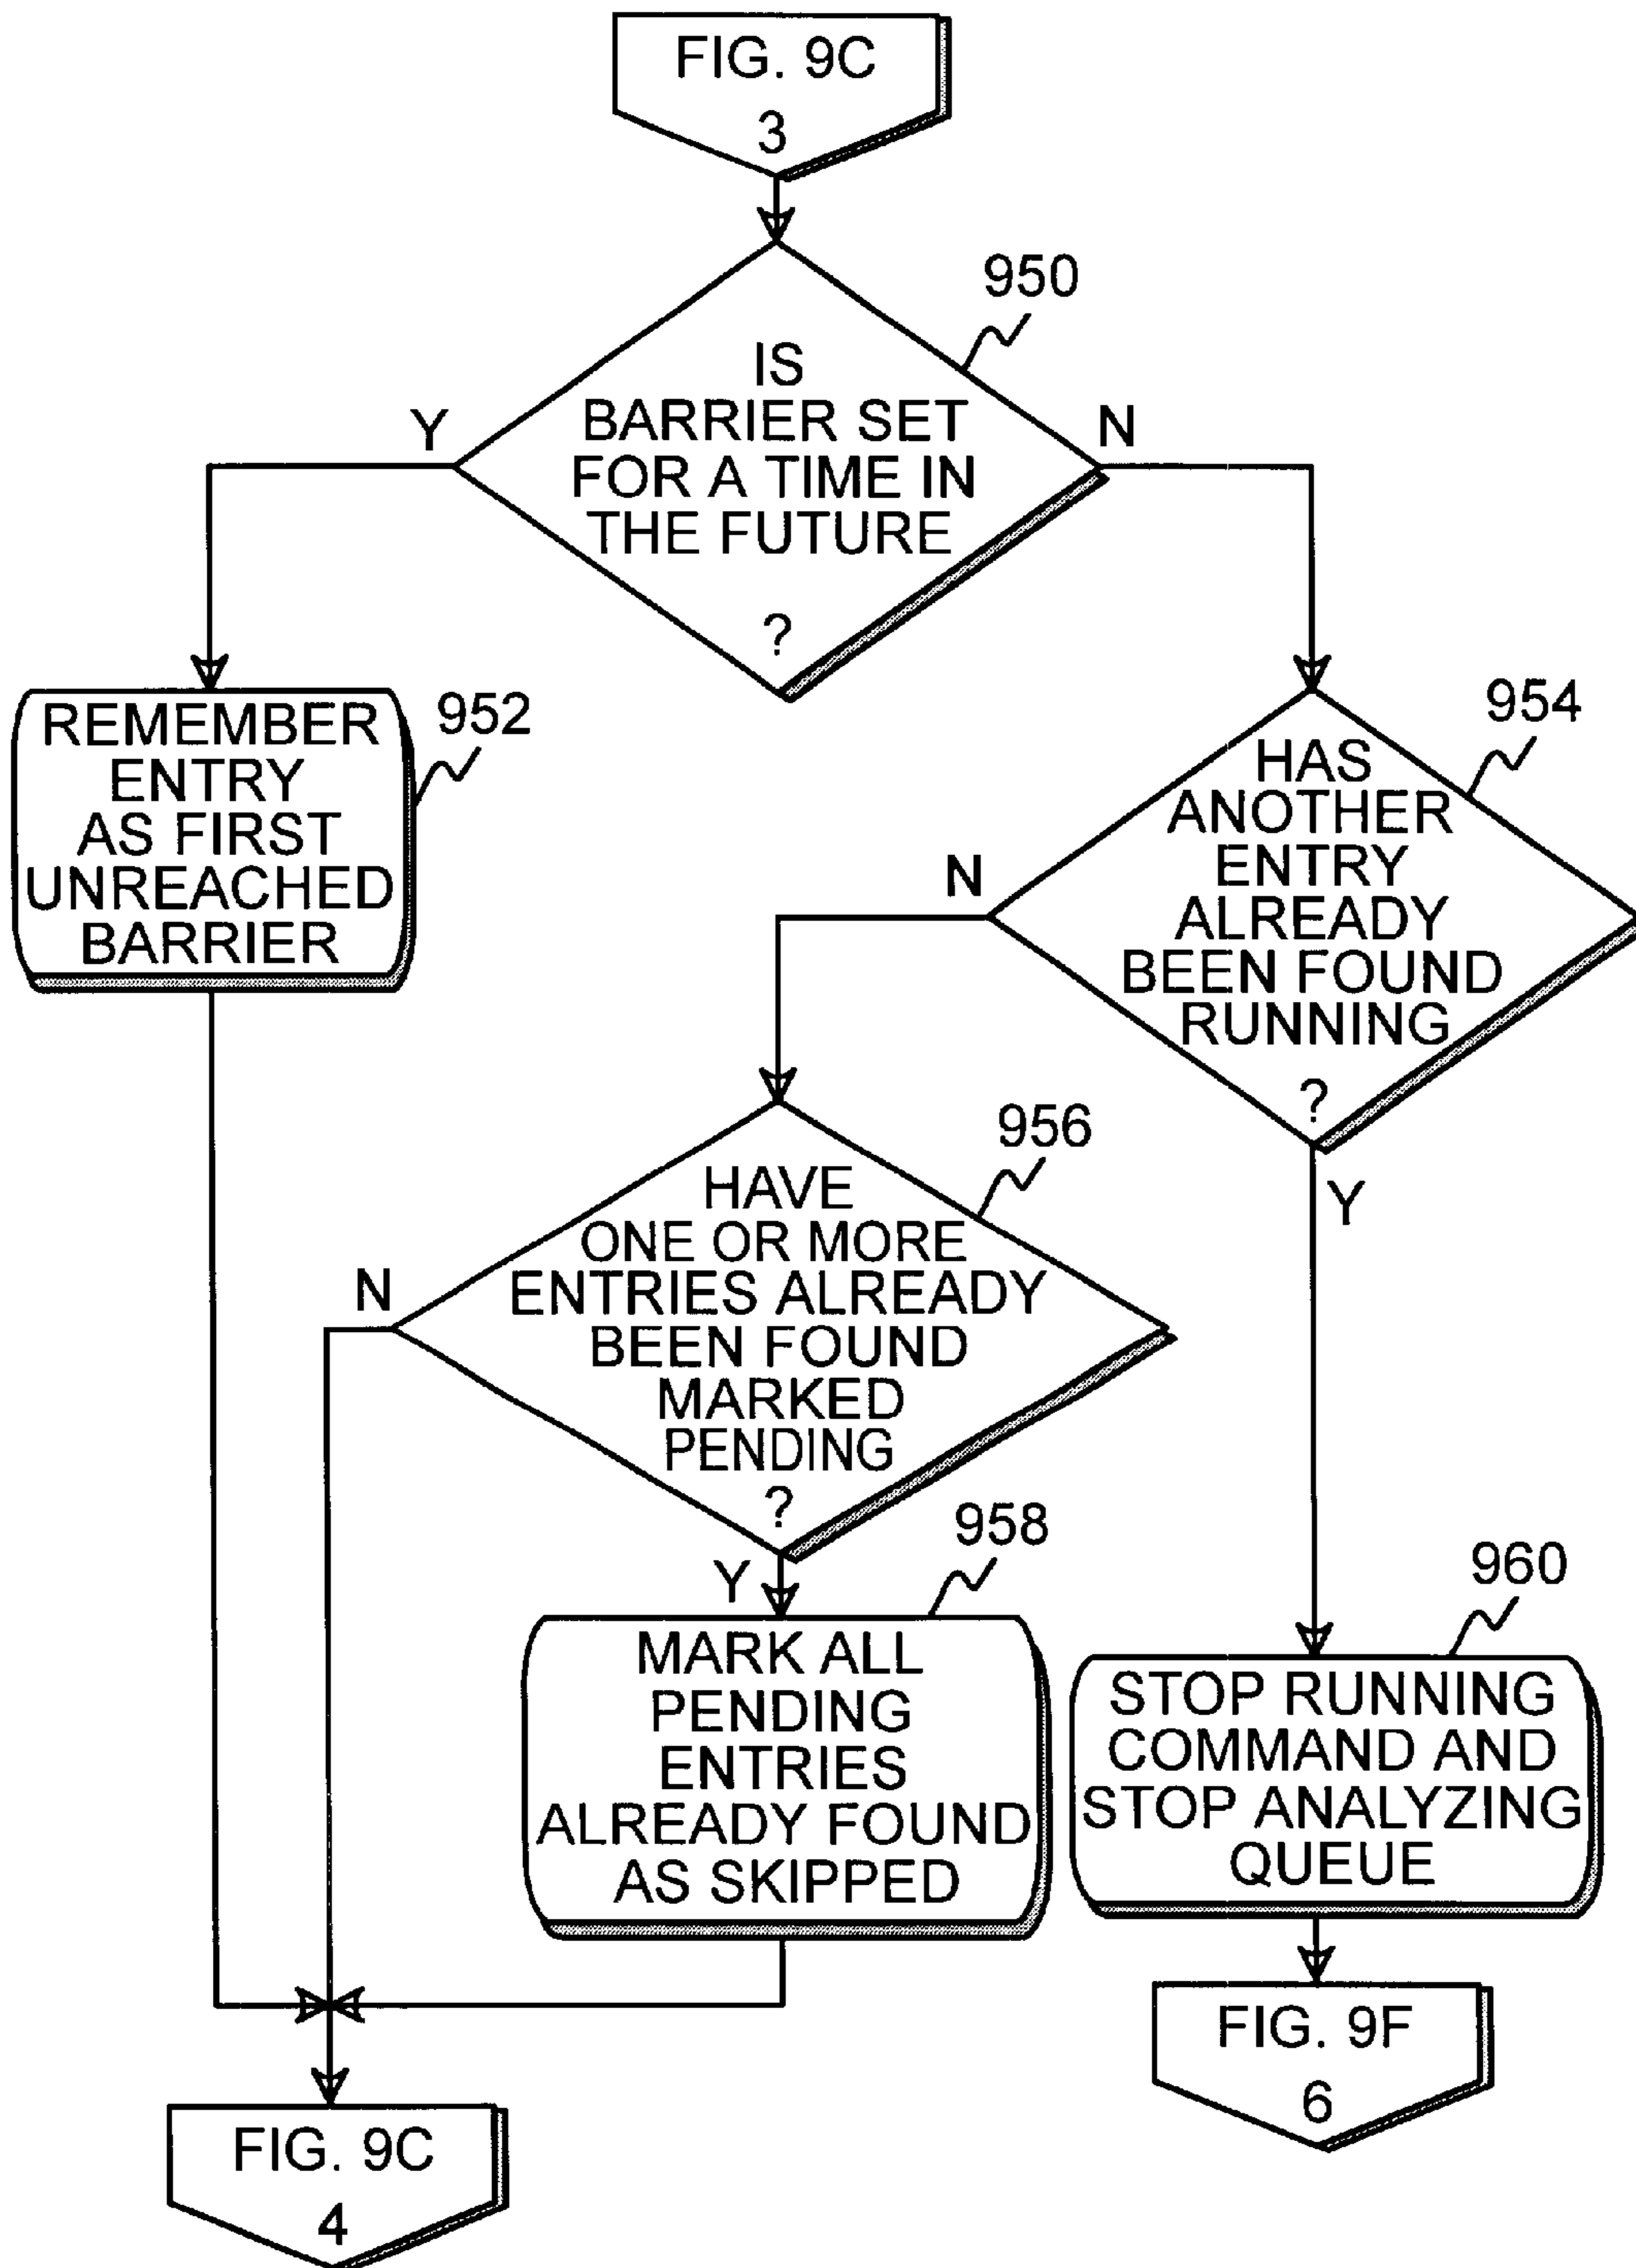 FIG. 9C
3
950
IS
BARRIER SET
FOR A TIME IN
THE FUTURE
?
Y
N
952
REMEMBER
ENTRY
AS FIRST
UNREACHED
BARRIER
954
HAS
ANOTHER
ENTRY
ALREADY
BEEN FOUND
RUNNING
?
N
Y
956
HAVE
ONE OR MORE
ENTRIES ALREADY
BEEN FOUND
MARKED
PENDING
?
N
Y
958
MARK ALL
PENDING
ENTRIES
ALREADY FOUND
AS SKIPPED
960
STOP RUNNING
COMMAND AND
STOP ANALYZING
QUEUE
FIG. 9F
6
FIG. 9C
4